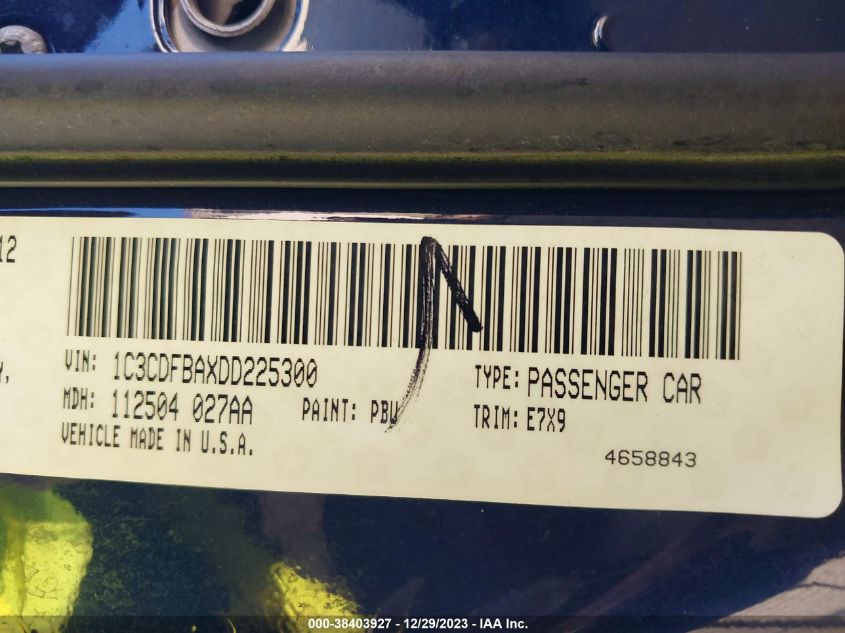 12
VIN: 1C3CDFBAXDD225300 TYPE: PASSENGER CAR
Y,
MDH: 112504 027AA PAINT: PBU TRIM: E7X9
VEHICLE MADE IN U.S.A.
4658843
000-38403927 - 12/29/2023 - IAA Inc.